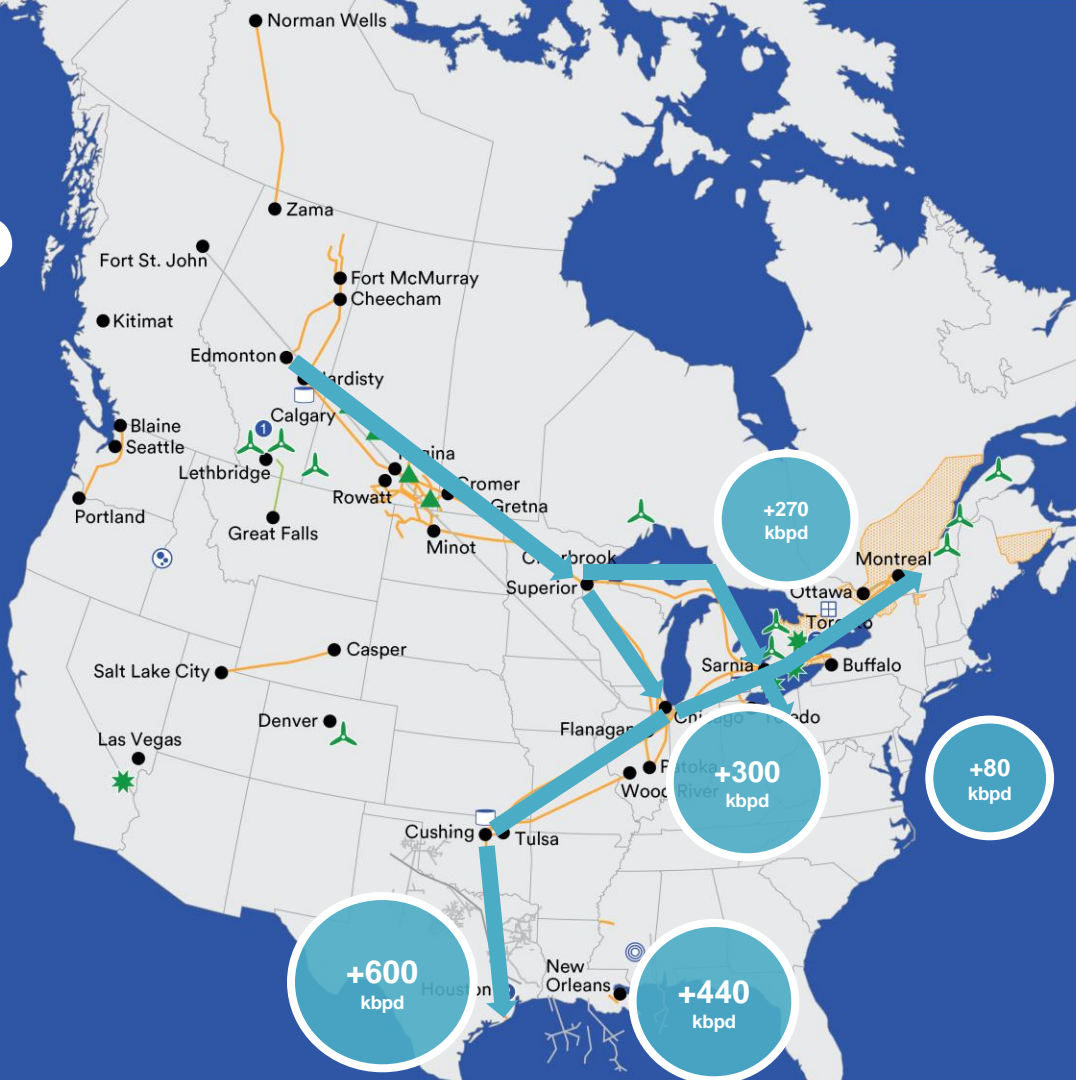 Norman Wells
Zama
Fort St. John
Fort McMurray
Cheecham
Kitimat
Edmonton
ardisty
Calgary
1
Blaine
Seattle
Lethbridge
Portland
Great Falls
Regina
Rowatt
Cromer
Gretna
Minot
Superior
+270
kbpd
Montreal
Ottawa
Toronto
Sarnia
Buffalo
Casper
Salt Lake City
Denver
Las Vegas
Flanagan
Chicago
Toledo
Patoka
Wood River
+300
kbpd
+80
kbpd
Cushing
Tulsa
+600
kbpd
Houston
New
Orleans
+440
kbpd